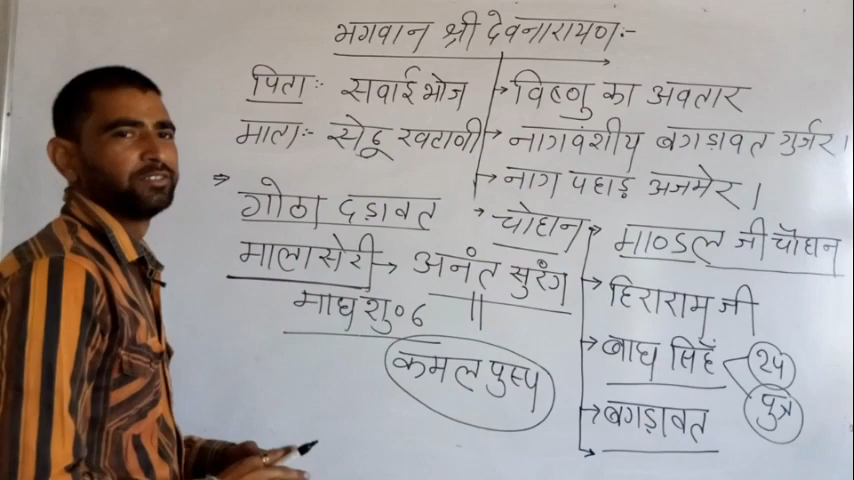 भगवान श्री देवनारायण:-
पिता:- सवाई भोज
माता:- सेढू खटाणी
→ विष्णु का अवतार
→ नागवंशीय बगड़ावत गुर्जर।
→ नाग पहाड़ अजमेर।
⇒ गोठा दड़ावत
मालासेरी → अनंत सुरंग
माघ शु० ६ ॥
कमल पुस्प
→ चोहान
→ माण्डल जी चौहान
→ हिराराम जी
→ बाघ सिहँ
२५
पुत्र
→ बगड़ावत